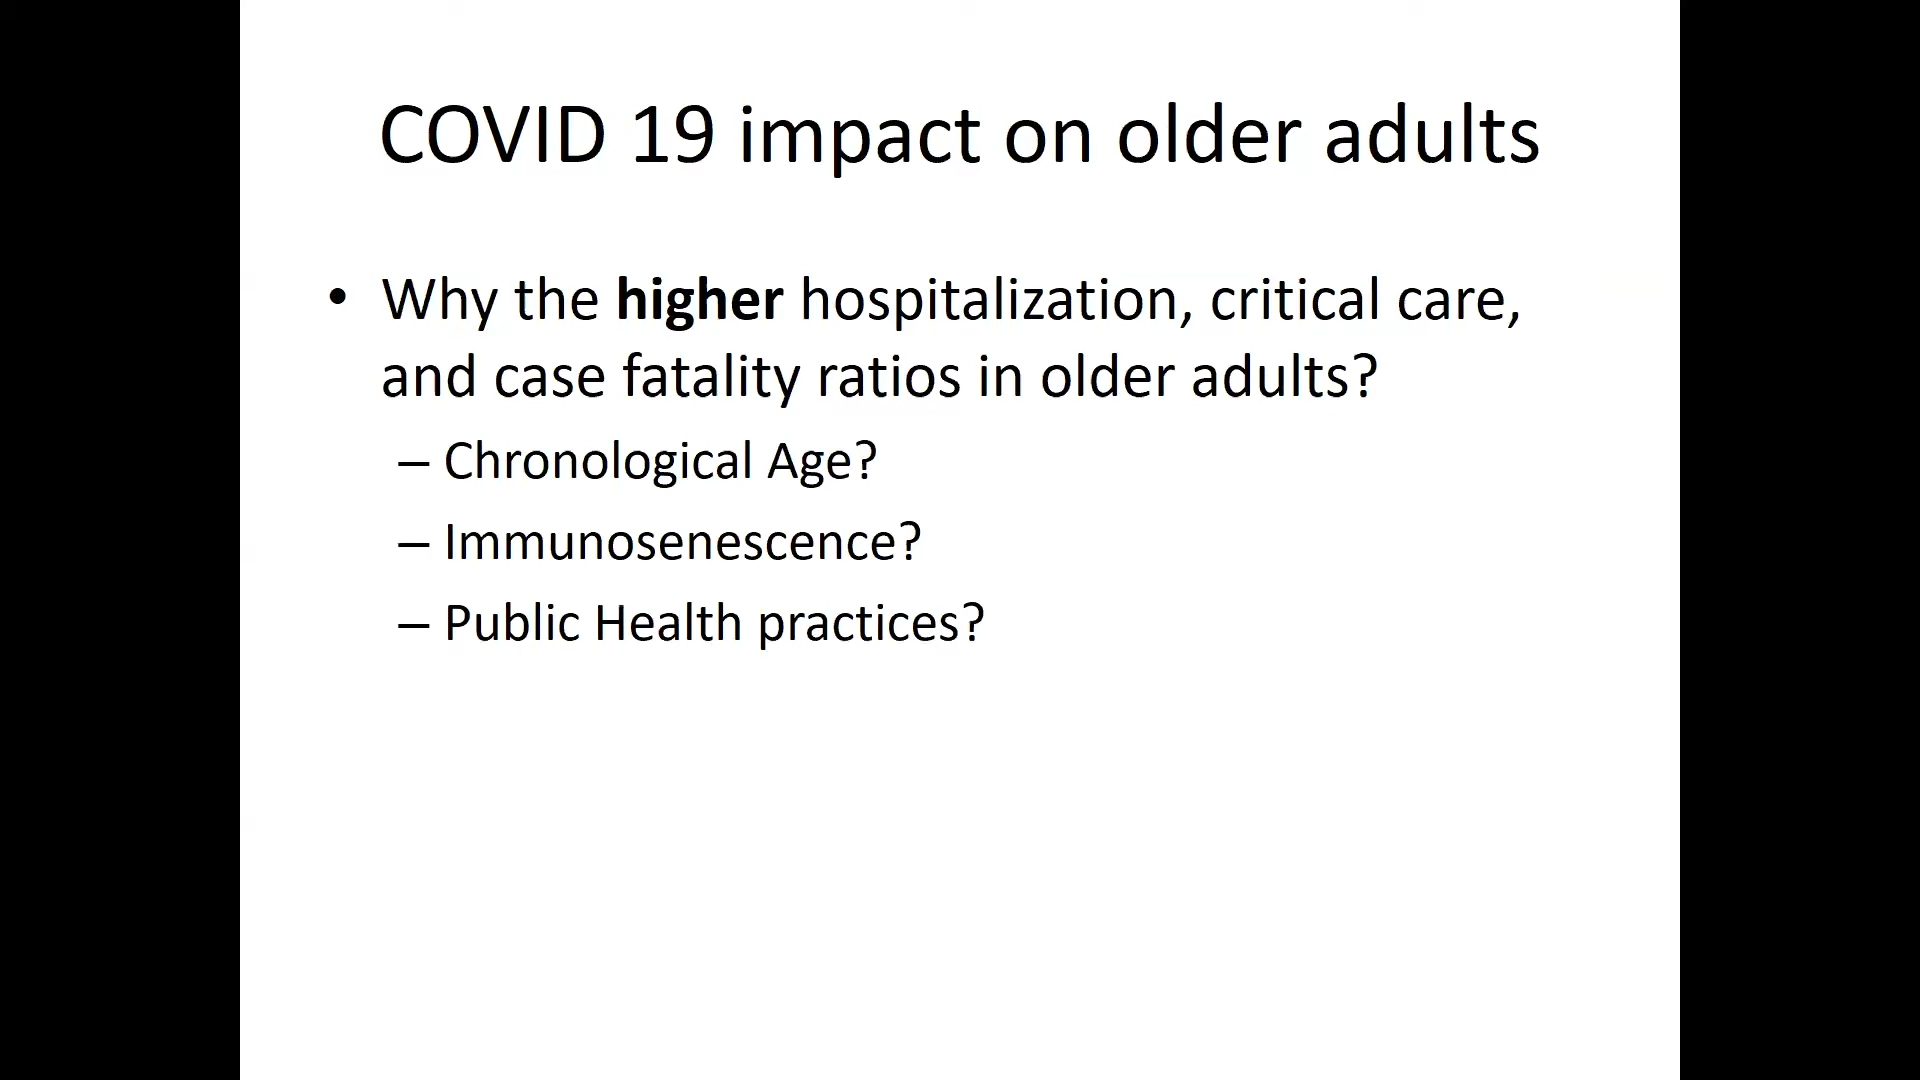 COVID 19 impact on older adults
• Why the higher hospitalization, critical care,
and case fatality ratios in older adults?
– Chronological Age?
– Immunosenescence?
– Public Health practices?